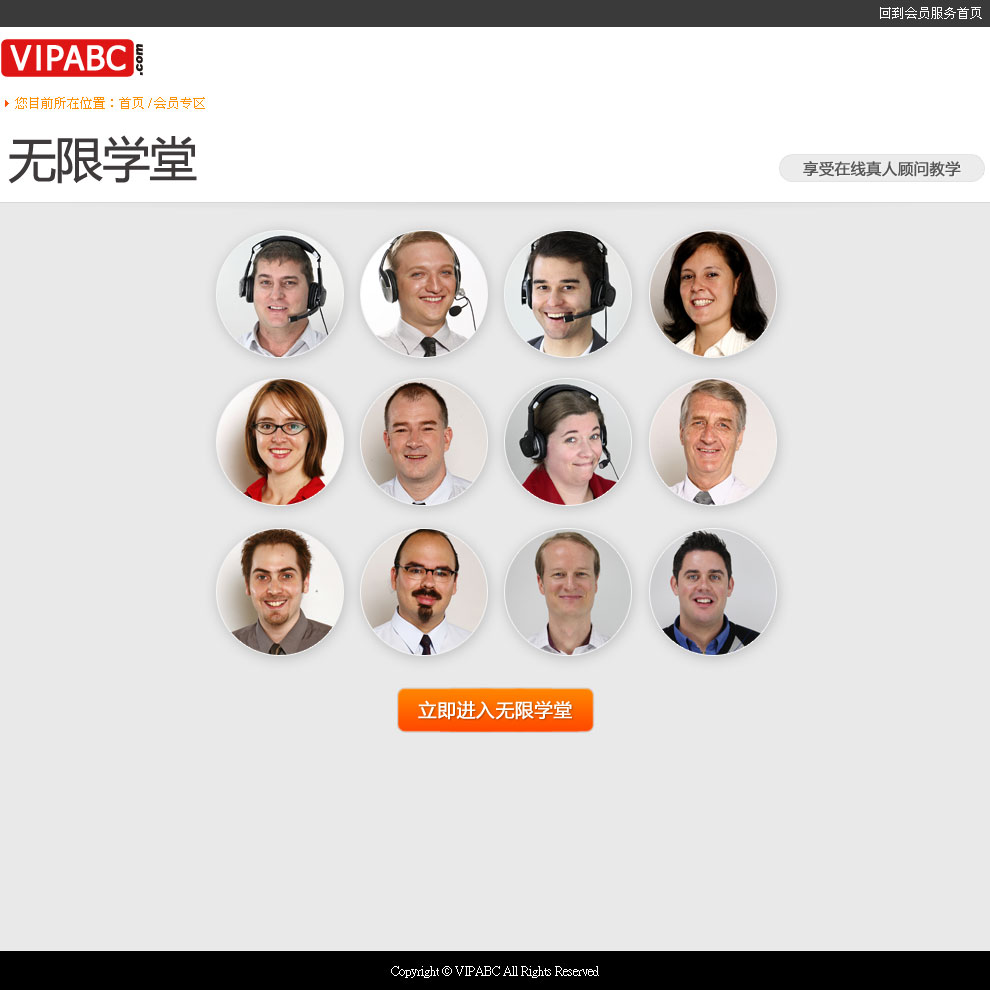 回到会员服务首页
VIPABC.com
您目前所在位置：首页 / 会员专区
无限学堂
享受在线真人顾问教学
立即进入无限学堂
Copyright © VIPABC All Rights Reserved